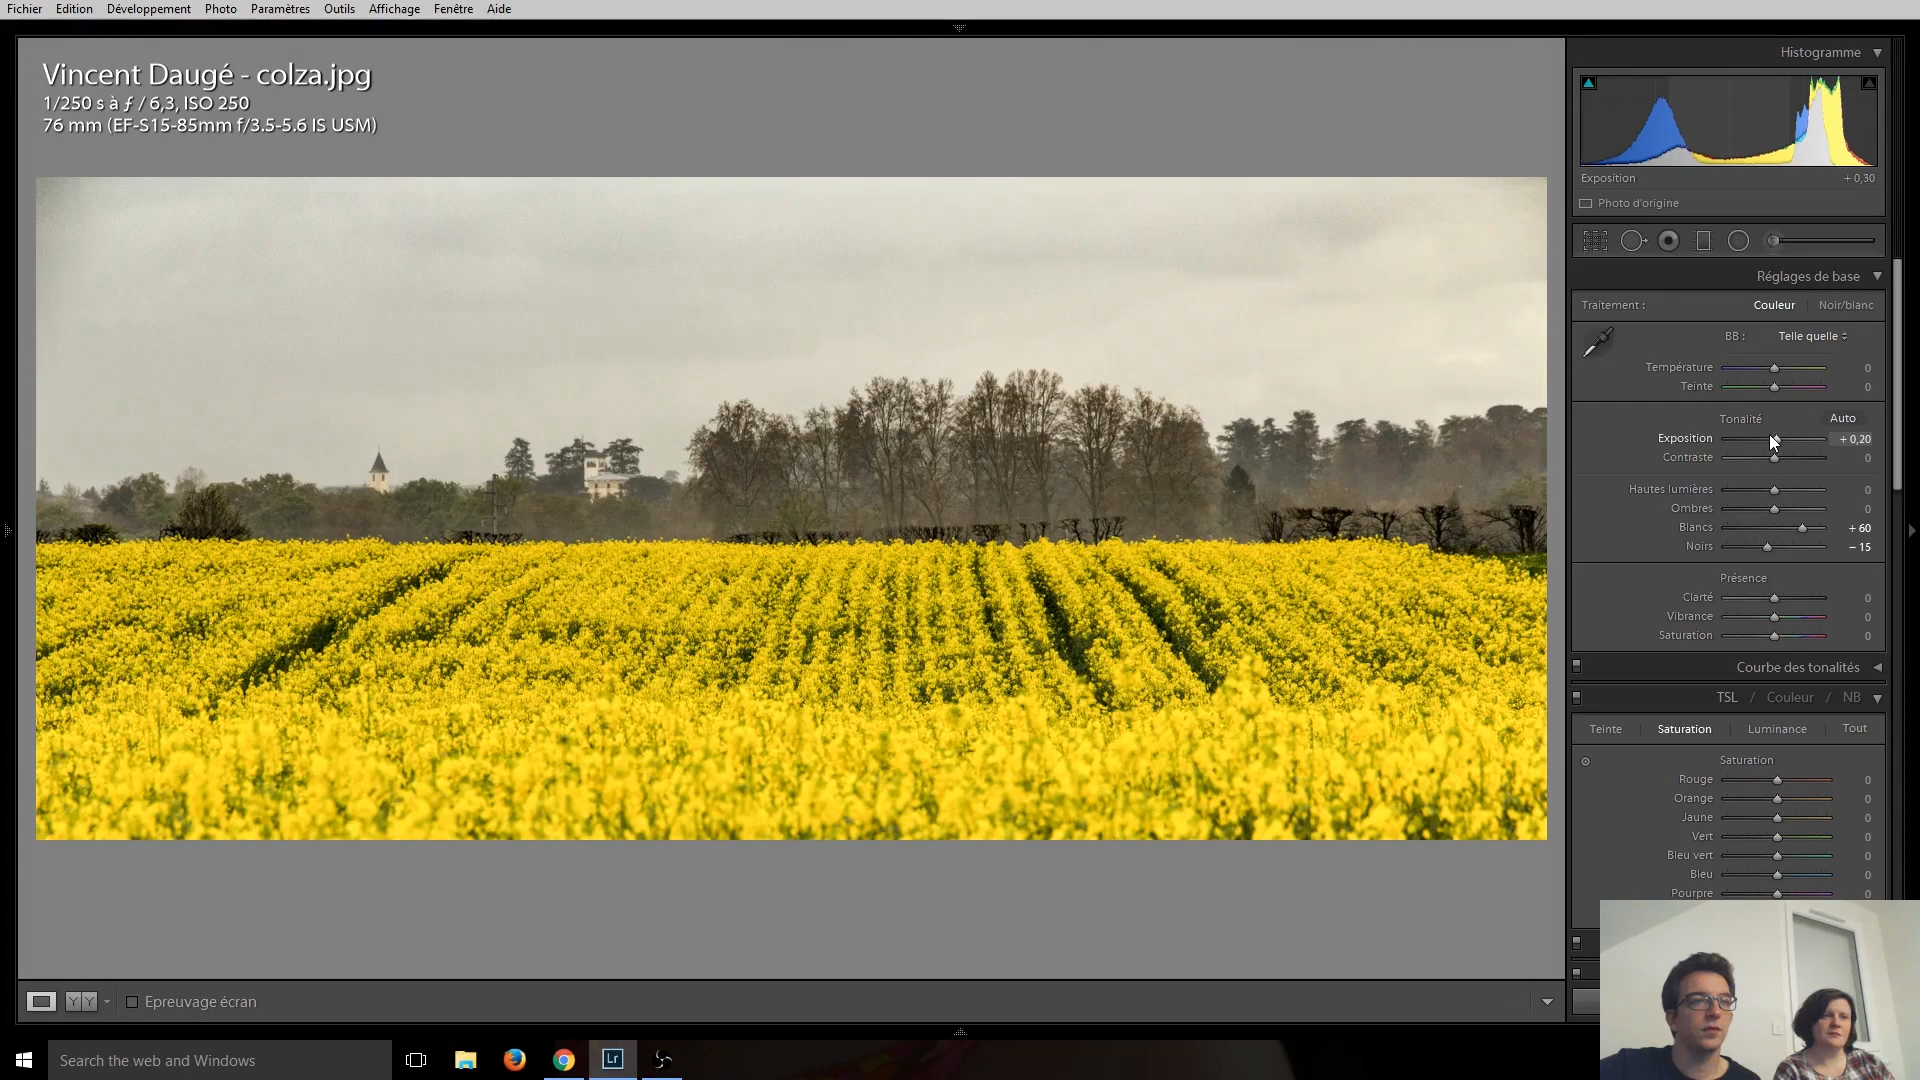 Fichier Edition Développement Photo Paramètres Outils Affichage Fenêtre Aide
Vincent Daugé - colza.jpg
1/250 s à ƒ / 6,3, ISO 250
76 mm (EF-S15-85mm f/3.5-5.6 IS USM)
Histogramme
Exposition + 0,30
Photo d'origine
Réglages de base
Traitement : Couleur Noir/blanc
BB : Telle quelle
Température 0
Teinte 0
Tonalité Auto
Exposition + 0,20
Contraste 0
Hautes lumières 0
Ombres 0
Blancs + 60
Noirs − 15
Présence
Clarté 0
Vibrance 0
Saturation 0
Courbe des tonalités
TSL / Couleur / NB
Teinte Saturation Luminance Tout
Saturation
Rouge 0
Orange 0
Jaune 0
Vert 0
Bleu vert 0
Bleu 0
Pourpre 0
YY Epreuvage écran
Search the web and Windows
Lr